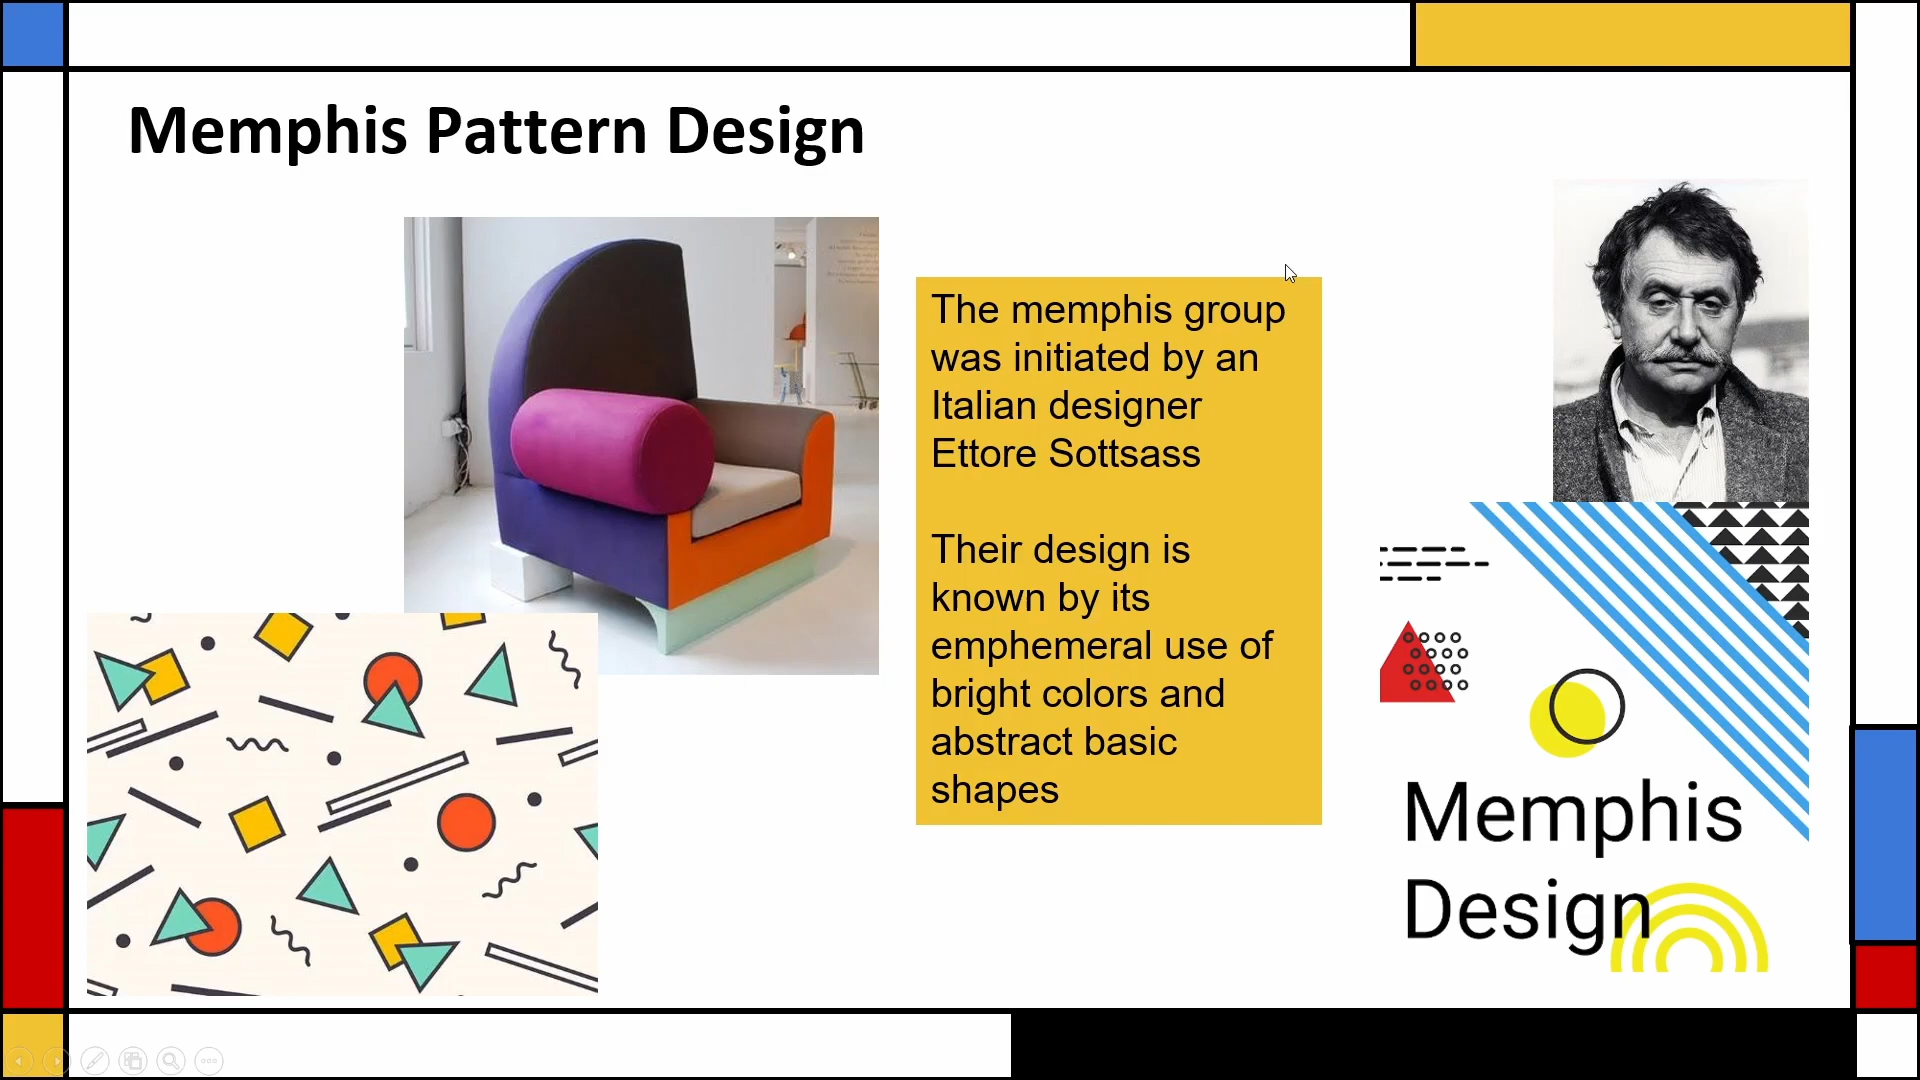 Memphis Pattern Design
The memphis group
was initiated by an
Italian designer
Ettore Sottsass
Their design is
known by its
emphemeral use of
bright colors and
abstract basic
shapes
Memphis
Design